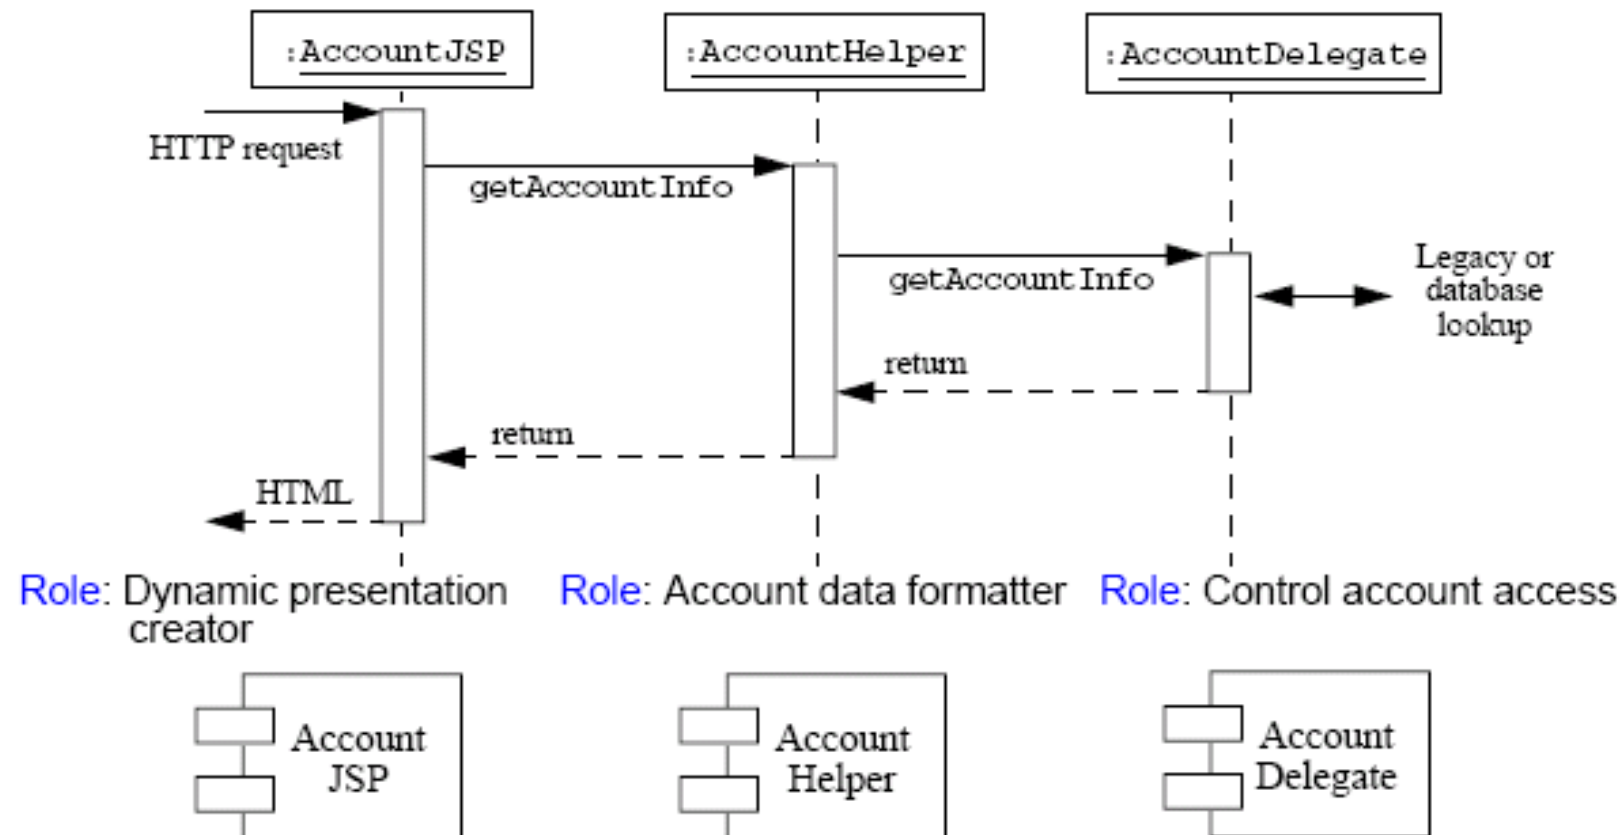 :AccountJSP
:AccountHelper
:AccountDelegate
HTTP request
getAccountInfo
getAccountInfo
Legacy or
database
lookup
return
return
HTML
Role: Dynamic presentation
creator
Role: Account data formatter
Role: Control account access
Account
JSP
Account
Helper
Account
Delegate